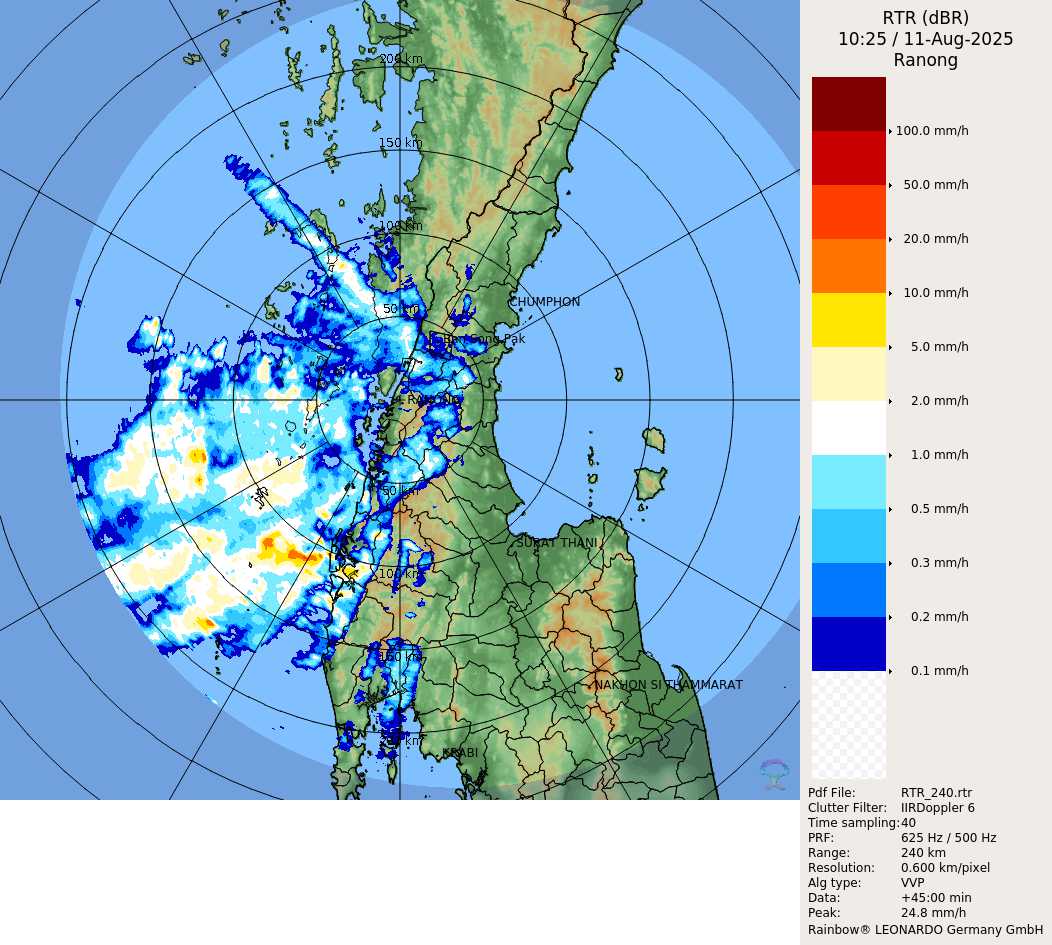 RTR (dBR)
10:25 / 11-Aug-2025
Ranong
200 km
150 km
100 km
50 km
CHUMPHON
RANONG
50 km
SURAT THANI
100 km
150 km
NAKHON SI THAMMARAT
200 km
KRABI
100.0 mm/h
50.0 mm/h
20.0 mm/h
10.0 mm/h
5.0 mm/h
2.0 mm/h
1.0 mm/h
0.5 mm/h
0.3 mm/h
0.2 mm/h
0.1 mm/h
Pdf File: RTR_240.rtr
Clutter Filter: IIRDoppler 6
Time sampling: 40
PRF: 625 Hz / 500 Hz
Range: 240 km
Resolution: 0.600 km/pixel
Alg type: VVP
Data: +45:00 min
Peak: 24.8 mm/h
Rainbow® LEONARDO Germany GmbH